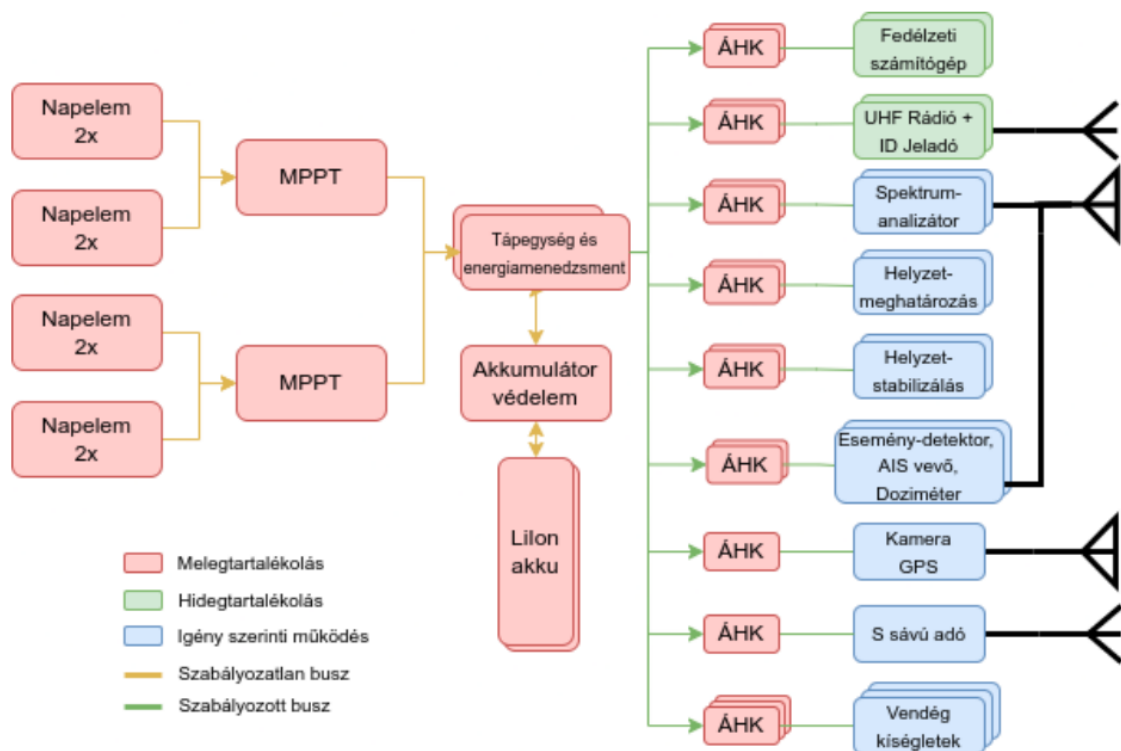 Napelem
2x
Napelem
2x
Napelem
2x
Napelem
2x
MPPT
MPPT
Tápegység és
energiamenedzsment
Akkumulátor
védelem
LiIon
akku
ÁHK
Fedélzeti
számítógép
ÁHK
UHF Rádió +
ID Jeladó
ÁHK
Spektrum-
analizátor
ÁHK
Helyzet-
meghatározás
ÁHK
Helyzet-
stabilizálás
ÁHK
Esemény-detektor,
AIS vevő,
Doziméter
ÁHK
Kamera
GPS
ÁHK
S sávú adó
ÁHK
Vendég
kíségletek
Melegtartalékolás
Hidegtartalékolás
Igény szerinti működés
Szabályozatlan busz
Szabályozott busz